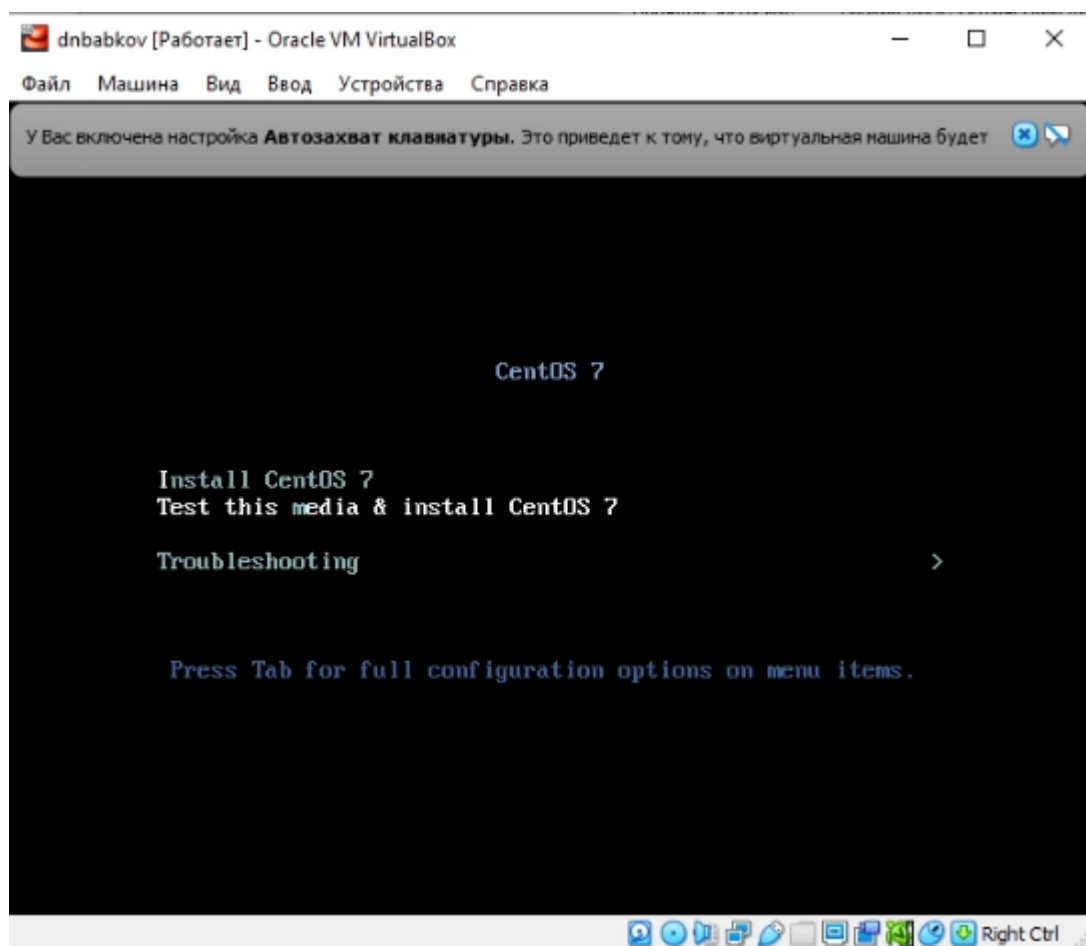 dnbabkov [Работает] - Oracle VM VirtualBox
Файл Машина Вид Ввод Устройства Справка
У Вас включена настройка Автозахват клавиатуры. Это приведет к тому, что виртуальная машина будет
CentOS 7
Install CentOS 7
Test this media & install CentOS 7
Troubleshooting >
Press Tab for full configuration options on menu items.
Right Ctrl